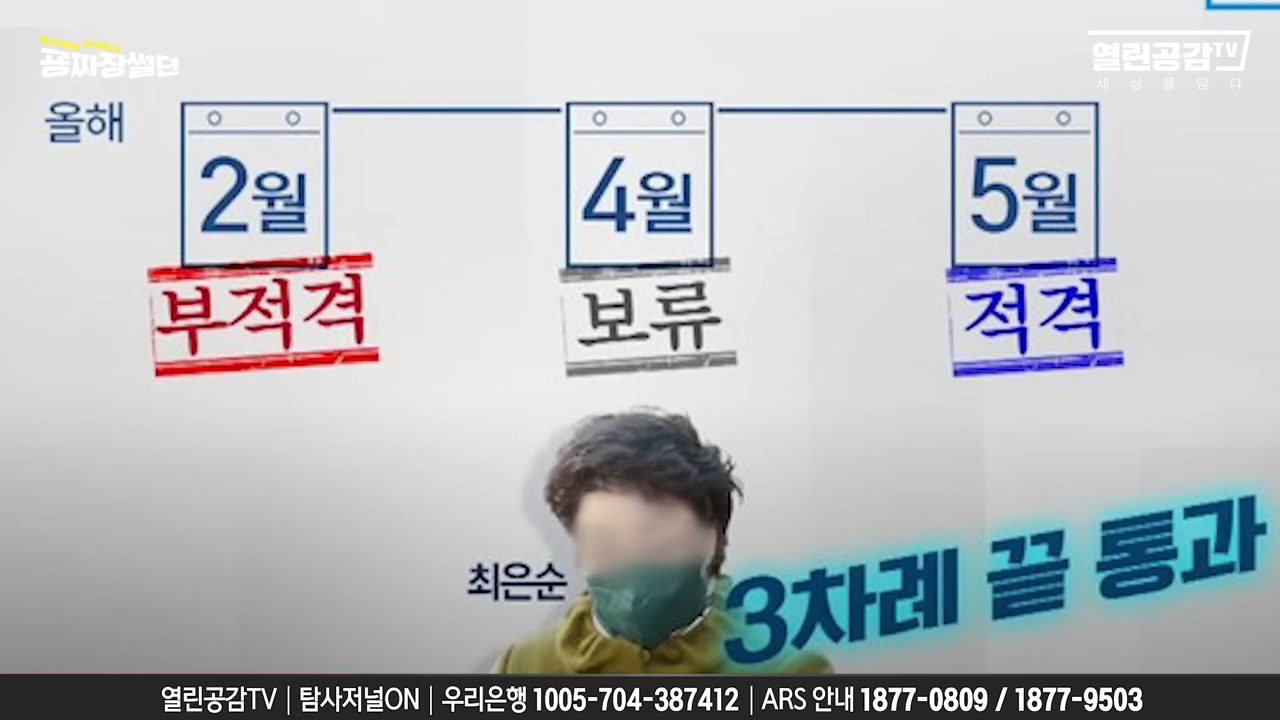 용짜장썰뎐
열린공감TV
세상을담다
올해
2월
4월
5월
부적격
보류
적격
최은순
3차례 끝 통과
열린공감TV | 탐사저널ON | 우리은행 1005-704-387412 | ARS 안내 1877-0809 / 1877-9503